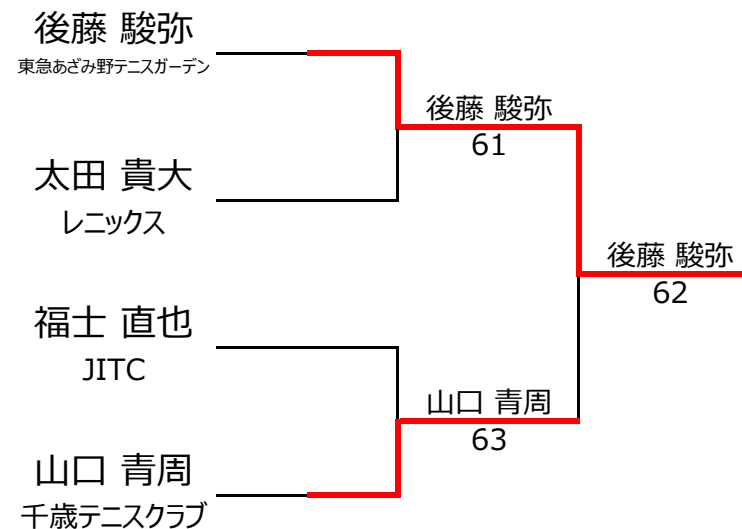 後藤 駿弥
東急あざみ野テニスガーデン
太田 貴大
レニックス
福士 直也
JITC
山口 青周
千歳テニスクラブ
後藤 駿弥
61
山口 青周
63
後藤 駿弥
62